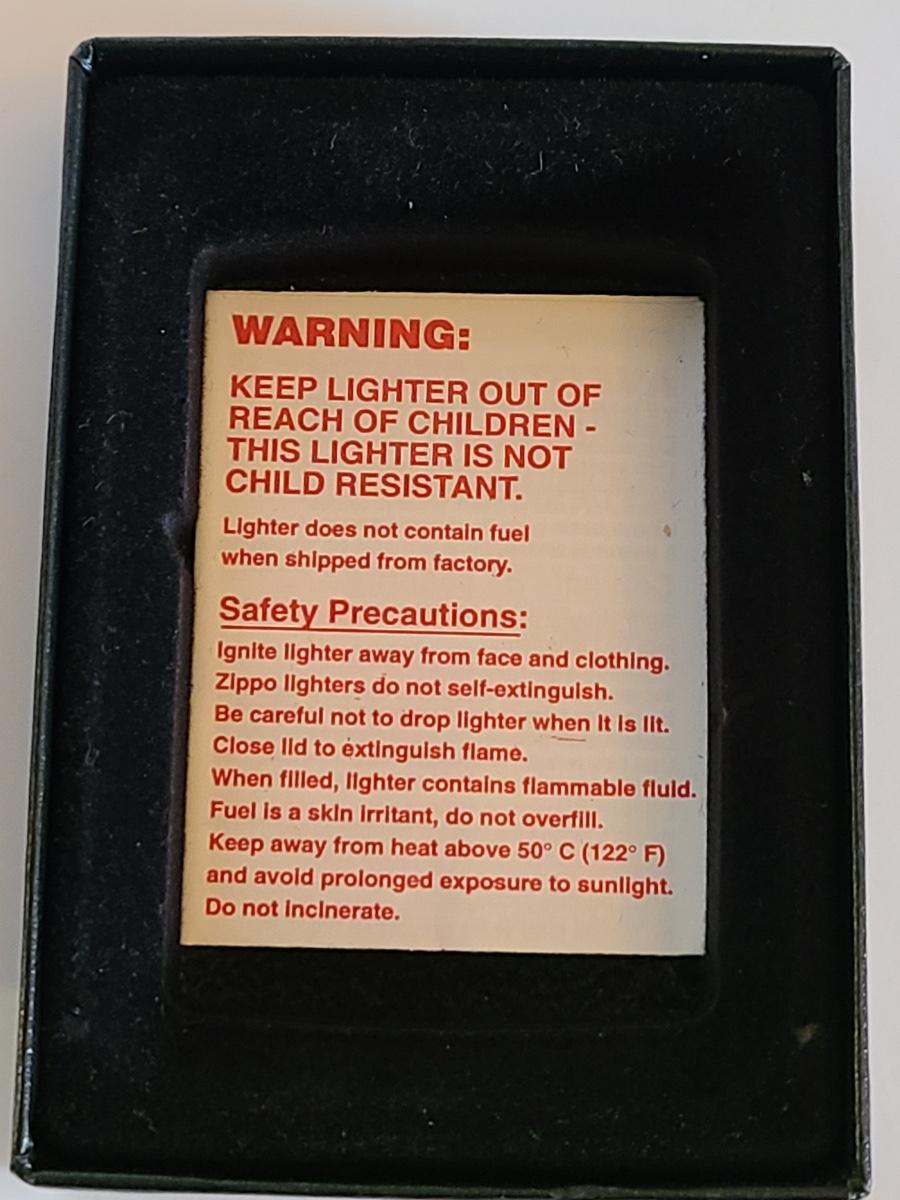 WARNING:
KEEP LIGHTER OUT OF
REACH OF CHILDREN -
THIS LIGHTER IS NOT
CHILD RESISTANT.
Lighter does not contain fuel
when shipped from factory.
Safety Precautions:
Ignite lighter away from face and clothing.
Zippo lighters do not self-extinguish.
Be careful not to drop lighter when it is lit.
Close lid to extinguish flame.
When filled, lighter contains flammable fluid.
Fuel is a skin irritant, do not overfill.
Keep away from heat above 50° C (122° F)
and avoid prolonged exposure to sunlight.
Do not incinerate.